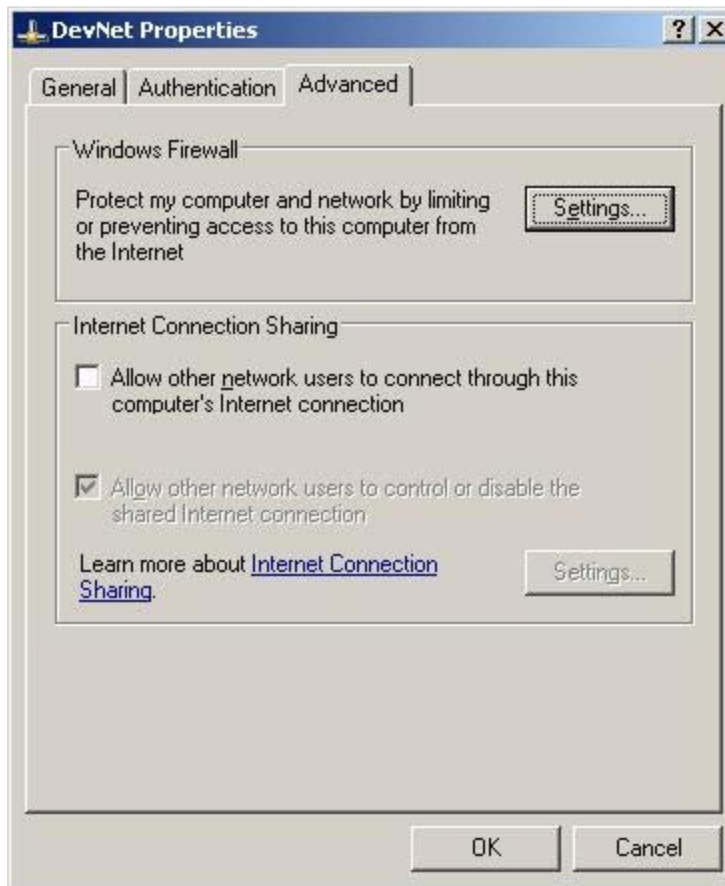 DevNet Properties
General Authentication Advanced
Windows Firewall
Protect my computer and network by limiting
or preventing access to this computer from
the Internet
Settings...
Internet Connection Sharing
Allow other network users to connect through this
computer's Internet connection
Allow other network users to control or disable the
shared Internet connection
Learn more about Internet Connection
Sharing.
Settings...
OK Cancel